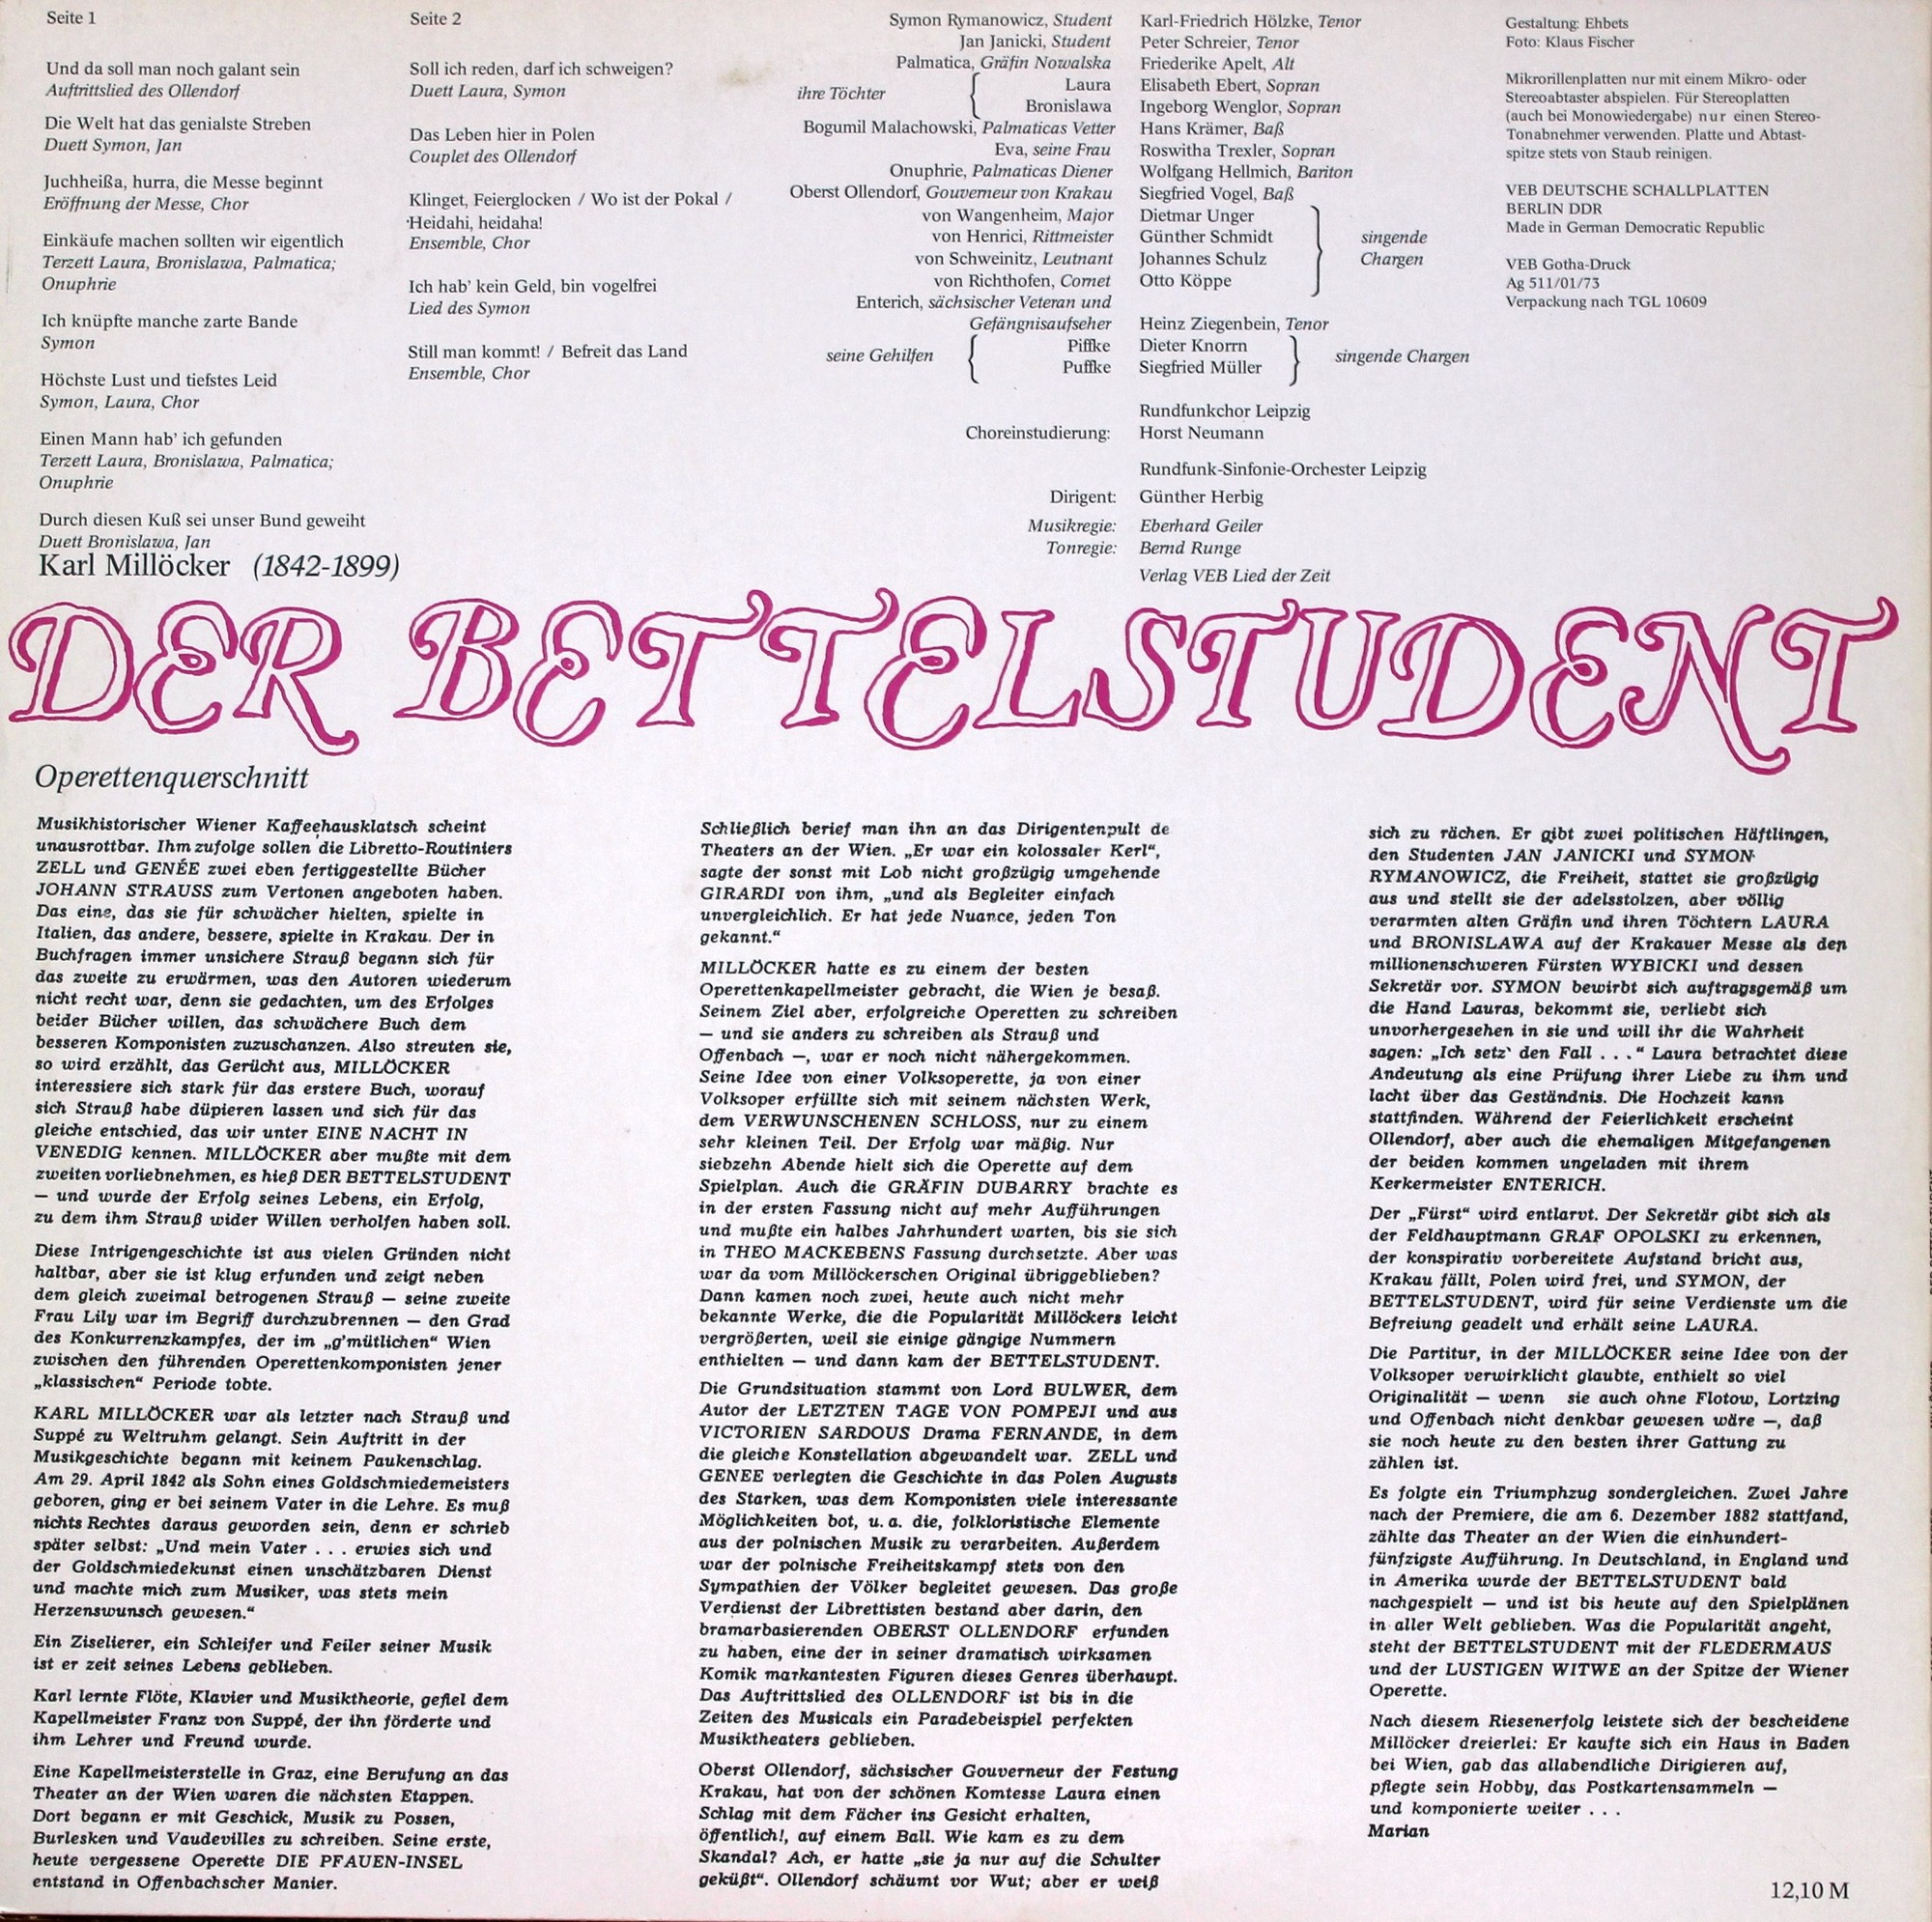 Seite 1
Und da soll man noch galant sein
Auftrittslied des Ollendorf
Die Welt hat das genialste Streben
Duett Symon, Jan
Juchheißa, hurra, die Messe beginnt
Eröffnung der Messe, Chor
Einkäufe machen sollten wir eigentlich
Terzett Laura, Bronislawa, Palmatica;
Onuphrie
Ich knüpfte manche zarte Bande
Symon
Höchste Lust und tiefstes Leid
Symon, Laura, Chor
Einen Mann hab' ich gefunden
Terzett Laura, Bronislawa, Palmatica;
Onuphrie
Durch diesen Kuß sei unser Bund geweiht
Duett Bronislawa, Jan
Seite 2
Soll ich reden, darf ich schweigen?
Duett Laura, Symon
Das Leben hier in Polen
Couplet des Ollendorf
Klinget, Feierglocken / Wo ist der Pokal /
Heidahi, heidaha!
Ensemble, Chor
Ich hab' kein Geld, bin vogelfrei
Lied des Symon
Still man kommt! / Befreit das Land
Ensemble, Chor
Symon Rymanowicz, Student Karl-Friedrich Hölzke, Tenor
Jan Janicki, Student Peter Schreier, Tenor
Palmatica, Gräfin Nowalska Friederike Apelt, Alt
ihre Töchter { Laura Elisabeth Ebert, Sopran
Bronislawa Ingeborg Wenglor, Sopran
Bogumil Malachowski, Palmaticas Vetter Hans Krämer, Baß
Eva, seine Frau Roswitha Trexler, Sopran
Onuphrie, Palmaticas Diener Wolfgang Hellmich, Bariton
Oberst Ollendorf, Gouverneur von Krakau Siegfried Vogel, Baß
von Wangenheim, Major Dietmar Unger
von Henrici, Rittmeister Günther Schmidt } singende
von Schweinitz, Leutnant Johannes Schulz Chargen
von Richthofen, Cornet Otto Köppe
Enterich, sächsischer Veteran und
Gefängnisaufseher Heinz Ziegenbein, Tenor
seine Gehilfen { Piffke Dieter Knorrn } singende Chargen
Puffke Siegfried Müller
Rundfunkchor Leipzig
Choreinstudierung: Horst Neumann
Rundfunk-Sinfonie-Orchester Leipzig
Dirigent: Günther Herbig
Musikregie: Eberhard Geiler
Tonregie: Bernd Runge
Verlag VEB Lied der Zeit
Gestaltung: Ehbets
Foto: Klaus Fischer
Mikrorillenplatten nur mit einem Mikro- oder
Stereoabtaster abspielen. Für Stereoplatten
(auch bei Monowiedergabe) nur einen Stereo-
Tonabnehmer verwenden. Platte und Abtast-
spitze stets von Staub reinigen.
VEB DEUTSCHE SCHALLPLATTEN
BERLIN DDR
Made in German Democratic Republic
VEB Gotha-Druck
Ag 511/01/73
Verpackung nach TGL 10609
Karl Millöcker (1842-1899)
DER BETTELSTUDENT
Operettenquerschnitt
Musikhistorischer Wiener Kaffeehausklatsch scheint
unausrottbar. Ihm zufolge sollen die Libretto-Routiniers
ZELL und GENÉE zwei eben fertiggestellte Bücher
JOHANN STRAUSS zum Vertonen angeboten haben.
Das eine, das sie für schwächer hielten, spielte in
Italien, das andere, bessere, spielte in Krakau. Der in
Buchfragen immer unsichere Strauß begann sich für
das zweite zu erwärmen, was den Autoren wiederum
nicht recht war, denn sie gedachten, um des Erfolges
beider Bücher willen, das schwächere Buch dem
besseren Komponisten zuzuschanzen. Also streuten sie,
so wird erzählt, das Gerücht aus, MILLÖCKER
interessiere sich stark für das erstere Buch, worauf
sich Strauß habe düpieren lassen und sich für das
gleiche entschied, das wir unter EINE NACHT IN
VENEDIG kennen. MILLÖCKER aber mußte mit dem
zweiten vorliebnehmen, es hieß DER BETTELSTUDENT
— und wurde der Erfolg seines Lebens, ein Erfolg,
zu dem ihm Strauß wider Willen verholfen haben soll.
Diese Intrigengeschichte ist aus vielen Gründen nicht
haltbar, aber sie ist klug erfunden und zeigt neben
dem gleich zweimal betrogenen Strauß — seine zweite
Frau Lily war im Begriff durchzubrennen — den Grad
des Konkurrenzkampfes, der im „g'mütlichen“ Wien
zwischen den führenden Operettenkomponisten jener
„klassischen“ Periode tobte.
KARL MILLÖCKER war als letzter nach Strauß und
Suppé zu Weltruhm gelangt. Sein Auftritt in der
Musikgeschichte begann mit keinem Paukenschlag.
Am 29. April 1842 als Sohn eines Goldschmiedemeisters
geboren, ging er bei seinem Vater in die Lehre. Es muß
nichts Rechtes daraus geworden sein, denn er schrieb
später selbst: „Und mein Vater . . . erwies sich und
der Goldschmiedekunst einen unschätzbaren Dienst
und machte mich zum Musiker, was stets mein
Herzenswunsch gewesen.“
Ein Ziselierer, ein Schleifer und Feiler seiner Musik
ist er zeit seines Lebens geblieben.
Karl lernte Flöte, Klavier und Musiktheorie, gefiel dem
Kapellmeister Franz von Suppé, der ihn förderte und
ihm Lehrer und Freund wurde.
Eine Kapellmeisterstelle in Graz, eine Berufung an das
Theater an der Wien waren die nächsten Etappen.
Dort begann er mit Geschick, Musik zu Possen,
Burlesken und Vaudevilles zu schreiben. Seine erste,
heute vergessene Operette DIE PFAUEN-INSEL
entstand in Offenbachscher Manier.
Schließlich berief man ihn an das Dirigentenpult de
Theaters an der Wien. „Er war ein kolossaler Kerl“,
sagte der sonst mit Lob nicht großzügig umgehende
GIRARDI von ihm, „und als Begleiter einfach
unvergleichlich. Er hat jede Nuance, jeden Ton
gekannt.“
MILLÖCKER hatte es zu einem der besten
Operettenkapellmeister gebracht, die Wien je besaß.
Seinem Ziel aber, erfolgreiche Operetten zu schreiben
— und sie anders zu schreiben als Strauß und
Offenbach —, war er noch nicht nähergekommen.
Seine Idee von einer Volksoperette, ja von einer
Volksoper erfüllte sich mit seinem nächsten Werk,
dem VERWUNSCHENEN SCHLOSS, nur zu einem
sehr kleinen Teil. Der Erfolg war mäßig. Nur
siebzehn Abende hielt sich die Operette auf dem
Spielplan. Auch die GRÄFIN DUBARRY brachte es
in der ersten Fassung nicht auf mehr Aufführungen
und mußte ein halbes Jahrhundert warten, bis sie sich
in THEO MACKEBENS Fassung durchsetzte. Aber was
war da vom Millöckerschen Original übriggeblieben?
Dann kamen noch zwei, heute auch nicht mehr
bekannte Werke, die die Popularität Millöckers leicht
vergrößerten, weil sie einige gängige Nummern
enthielten — und dann kam der BETTELSTUDENT.
Die Grundsituation stammt von Lord BULWER, dem
Autor der LETZTEN TAGE VON POMPEJI und aus
VICTORIEN SARDOUS Drama FERNANDE, in dem
die gleiche Konstellation abgewandelt war. ZELL und
GENEE verlegten die Geschichte in das Polen Augusts
des Starken, was dem Komponisten viele interessante
Möglichkeiten bot, u. a. die, folkloristische Elemente
aus der polnischen Musik zu verarbeiten. Außerdem
war der polnische Freiheitskampf stets von den
Sympathien der Völker begleitet gewesen. Das große
Verdienst der Librettisten bestand aber darin, den
bramarbasierenden OBERST OLLENDORF erfunden
zu haben, eine der in seiner dramatisch wirksamen
Komik markantesten Figuren dieses Genres überhaupt.
Das Auftrittslied des OLLENDORF ist bis in die
Zeiten des Musicals ein Paradebeispiel perfekten
Musiktheaters geblieben.
Oberst Ollendorf, sächsischer Gouverneur der Festung
Krakau, hat von der schönen Komtesse Laura einen
Schlag mit dem Fächer ins Gesicht erhalten,
öffentlich!, auf einem Ball. Wie kam es zu dem
Skandal? Ach, er hatte „sie ja nur auf die Schulter
geküßt“. Ollendorf schäumt vor Wut; aber er weiß
sich zu rächen. Er gibt zwei politischen Häftlingen,
den Studenten JAN JANICKI und SYMON
RYMANOWICZ, die Freiheit, stattet sie großzügig
aus und stellt sie der adelsstolzen, aber völlig
verarmten alten Gräfin und ihren Töchtern LAURA
und BRONISLAWA auf der Krakauer Messe als den
millionenschweren Fürsten WYBICKI und dessen
Sekretär vor. SYMON bewirbt sich auftragsgemäß um
die Hand Lauras, bekommt sie, verliebt sich
unvorhergesehen in sie und will ihr die Wahrheit
sagen: „Ich setz' den Fall . . .“ Laura betrachtet diese
Andeutung als eine Prüfung ihrer Liebe zu ihm und
lacht über das Geständnis. Die Hochzeit kann
stattfinden. Während der Feierlichkeit erscheint
Ollendorf, aber auch die ehemaligen Mitgefangenen
der beiden kommen ungeladen mit ihrem
Kerkermeister ENTERICH.
Der „Fürst“ wird entlarvt. Der Sekretär gibt sich als
der Feldhauptmann GRAF OPOLSKI zu erkennen,
der konspirativ vorbereitete Aufstand bricht aus,
Krakau fällt, Polen wird frei, und SYMON, der
BETTELSTUDENT, wird für seine Verdienste um die
Befreiung geadelt und erhält seine LAURA.
Die Partitur, in der MILLÖCKER seine Idee von der
Volksoper verwirklicht glaubte, enthielt so viel
Originalität — wenn sie auch ohne Flotow, Lortzing
und Offenbach nicht denkbar gewesen wäre —, daß
sie noch heute zu den besten ihrer Gattung zu
zählen ist.
Es folgte ein Triumphzug sondergleichen. Zwei Jahre
nach der Premiere, die am 6. Dezember 1882 stattfand,
zählte das Theater an der Wien die einhundert-
fünfzigste Aufführung. In Deutschland, in England und
in Amerika wurde der BETTELSTUDENT bald
nachgespielt — und ist bis heute auf den Spielplänen
in aller Welt geblieben. Was die Popularität angeht,
steht der BETTELSTUDENT mit der FLEDERMAUS
und der LUSTIGEN WITWE an der Spitze der Wiener
Operette.
Nach diesem Riesenerfolg leistete sich der bescheidene
Millöcker dreierlei: Er kaufte sich ein Haus in Baden
bei Wien, gab das allabendliche Dirigieren auf,
pflegte sein Hobby, das Postkartensammeln —
und komponierte weiter . . .
Marian
12,10 M